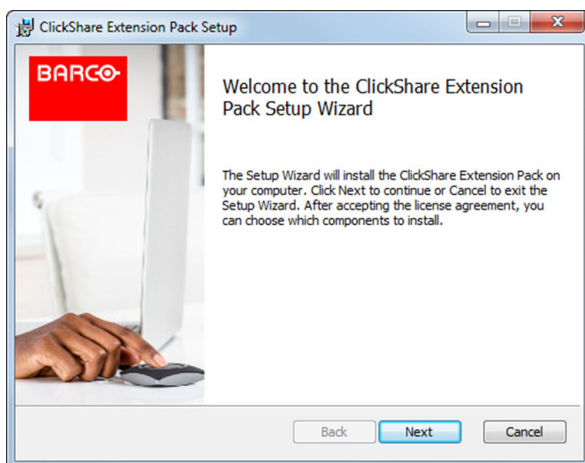 ClickShare Extension Pack Setup
BARCO
Welcome to the ClickShare Extension
Pack Setup Wizard
The Setup Wizard will install the ClickShare Extension Pack on
your computer. Click Next to continue or Cancel to exit the
Setup Wizard. After accepting the license agreement, you
can choose which components to install.
Back
Next
Cancel